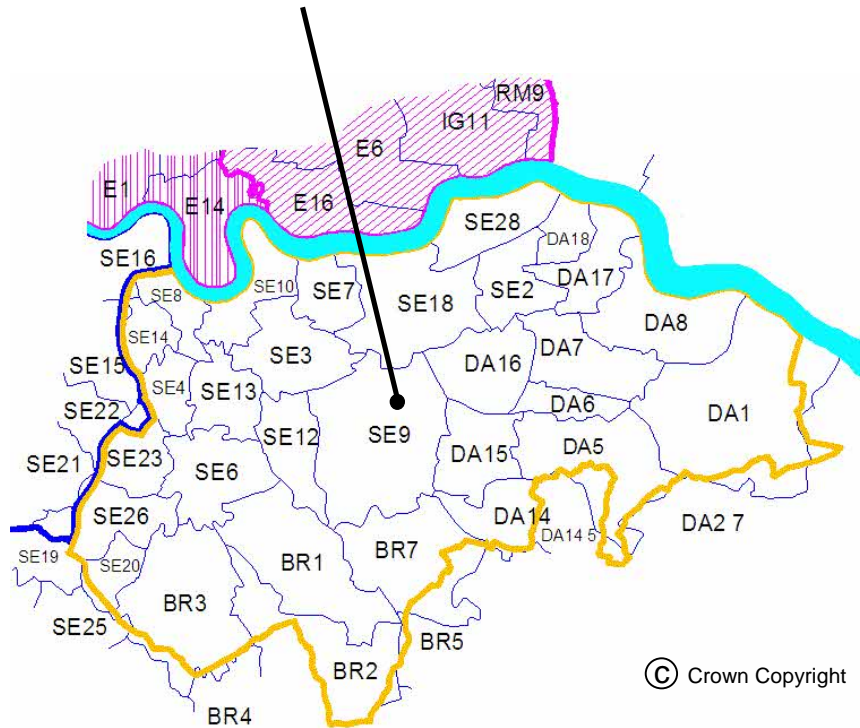 RM9
IG11
E6
E1
E14
E16
SE28
SE16
DA18
SE8
SE10
SE7
SE18
SE2
DA17
SE14
DA8
SE3
DA7
SE15
DA16
SE4
SE13
SE22
DA6
DA1
SE9
SE12
SE21
SE23
SE6
DA15
DA5
SE26
DA14
DA2 7
DA14 5
SE19
SE20
BR1
BR7
BR3
SE25
BR5
BR2
© Crown Copyright
BR4